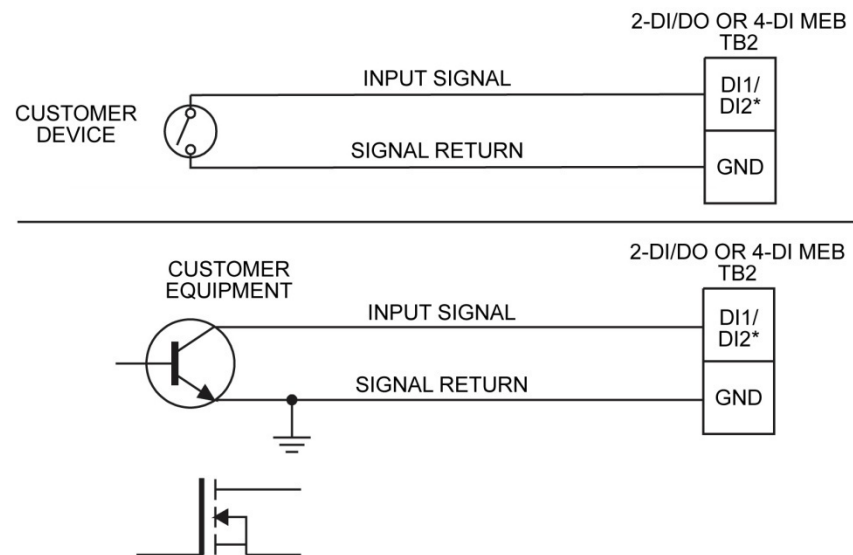 2-DI/DO OR 4-DI MEB
TB2
INPUT SIGNAL
DI1/
DI2*
CUSTOMER
DEVICE
SIGNAL RETURN
GND
2-DI/DO OR 4-DI MEB
TB2
CUSTOMER
EQUIPMENT
INPUT SIGNAL
DI1/
DI2*
SIGNAL RETURN
GND